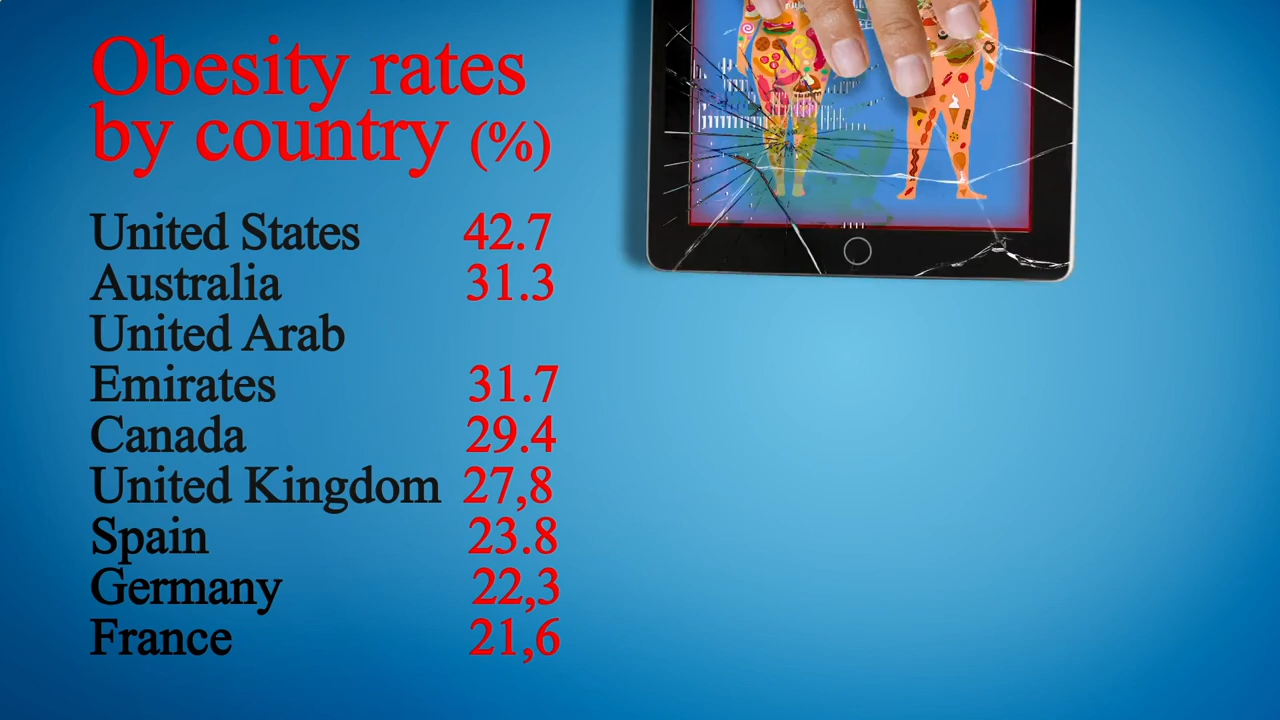 Obesity rates
by country (%)
United States 42.7
Australia 31.3
United Arab
Emirates 31.7
Canada 29.4
United Kingdom 27,8
Spain 23.8
Germany 22,3
France 21,6